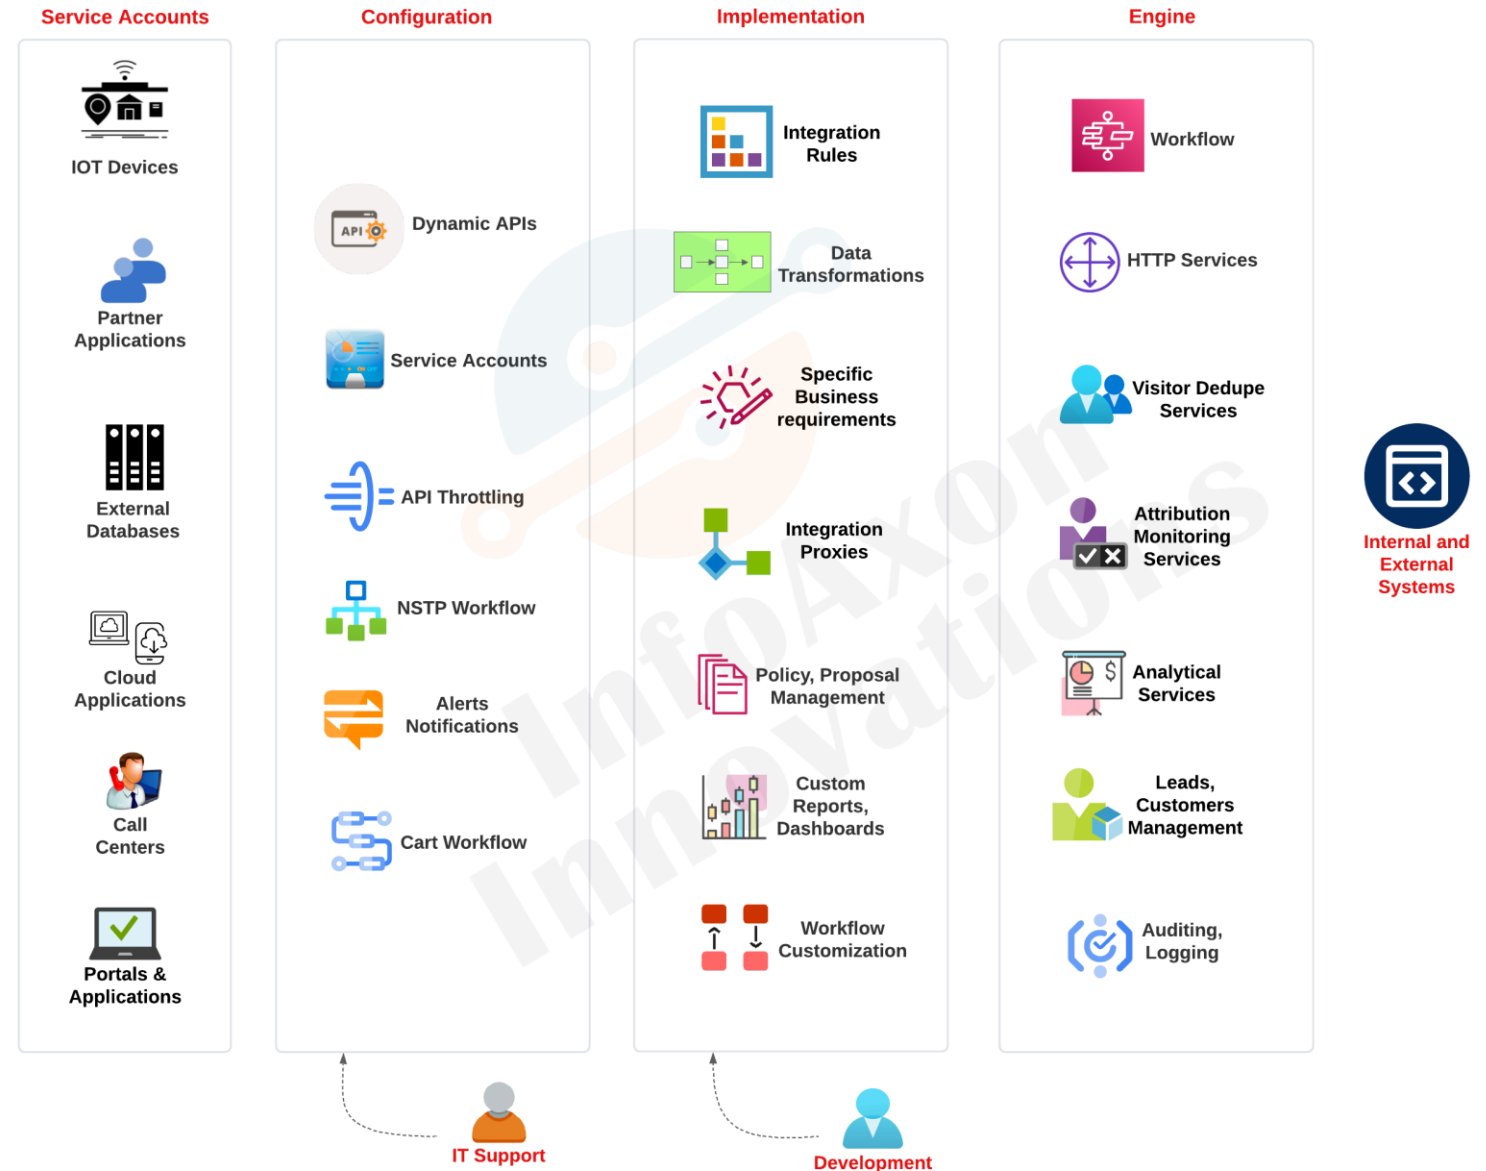 Service Accounts
IOT Devices
Partner
Applications
External
Databases
Cloud
Applications
Call
Centers
Portals &
Applications
Configuration
API
Dynamic APIs
Service Accounts
API Throttling
NSTP Workflow
Alerts
Notifications
Cart Workflow
IT Support
Implementation
Integration
Rules
Data
Transformations
Specific
Business
requirements
Integration
Proxies
Policy, Proposal
Management
Custom
Reports,
Dashboards
Workflow
Customization
Development
Engine
Workflow
HTTP Services
Visitor Dedupe
Services
Attribution
Monitoring
Services
$
Analytical
Services
Leads,
Customers
Management
Auditing,
Logging
Internal and
External
Systems
InfoAxon
Innovations